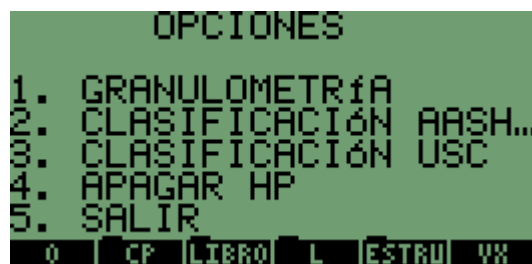 OPCIONES
1. GRANULOMETRíA
2. CLASIFICACIóN AASH…
3. CLASIFICACIóN USC
4. APAGAR HP
5. SALIR
O CP LIBRO L ESTRU VX